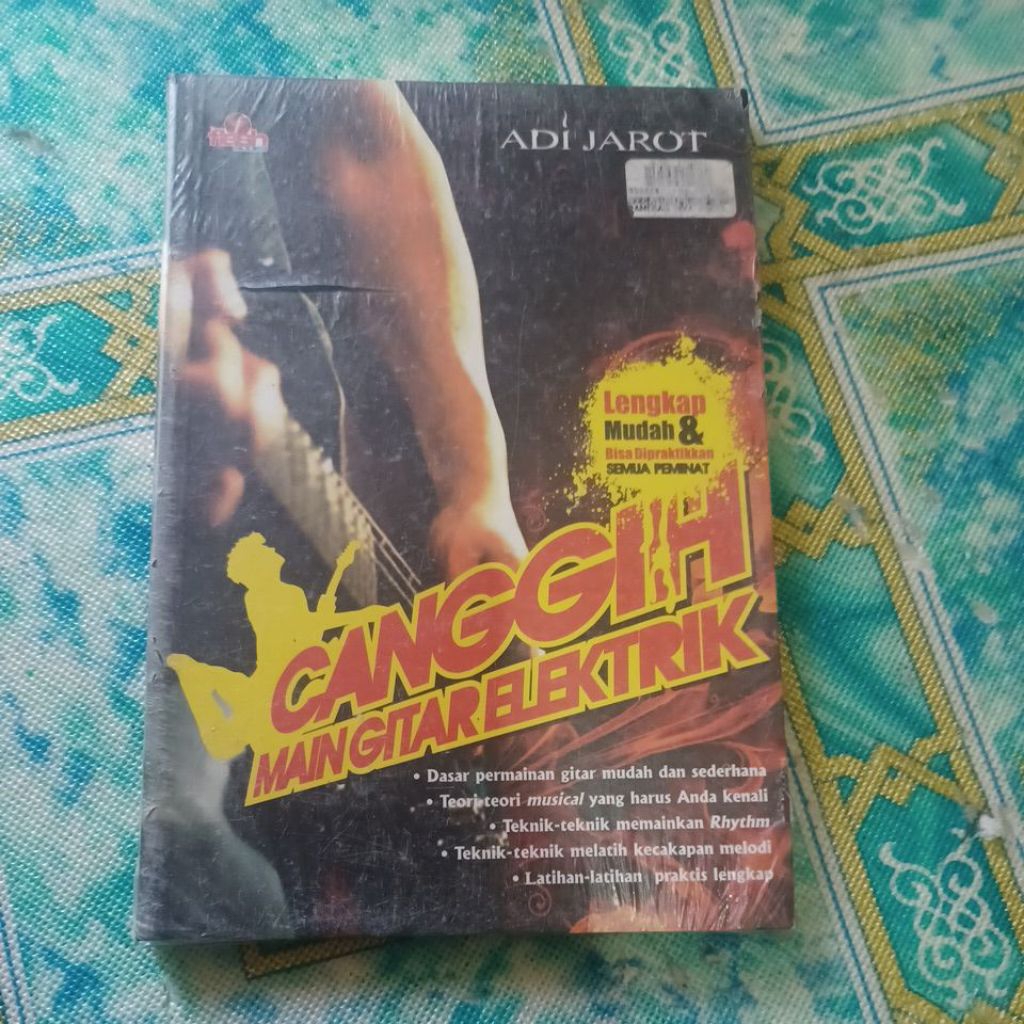 ADI JAROT
Lengkap
Mudah &
Bisa Dipraktikkan
SEMUA PEMINAT
CANGGIH
MAIN GITAR ELEKTRIK
• Dasar permainan gitar mudah dan sederhana
• Teori-teori musical yang harus Anda kenali
• Teknik-teknik memainkan Rhythm
• Teknik-teknik melatih kecakapan melodi
• Latihan-latihan praktis lengkap